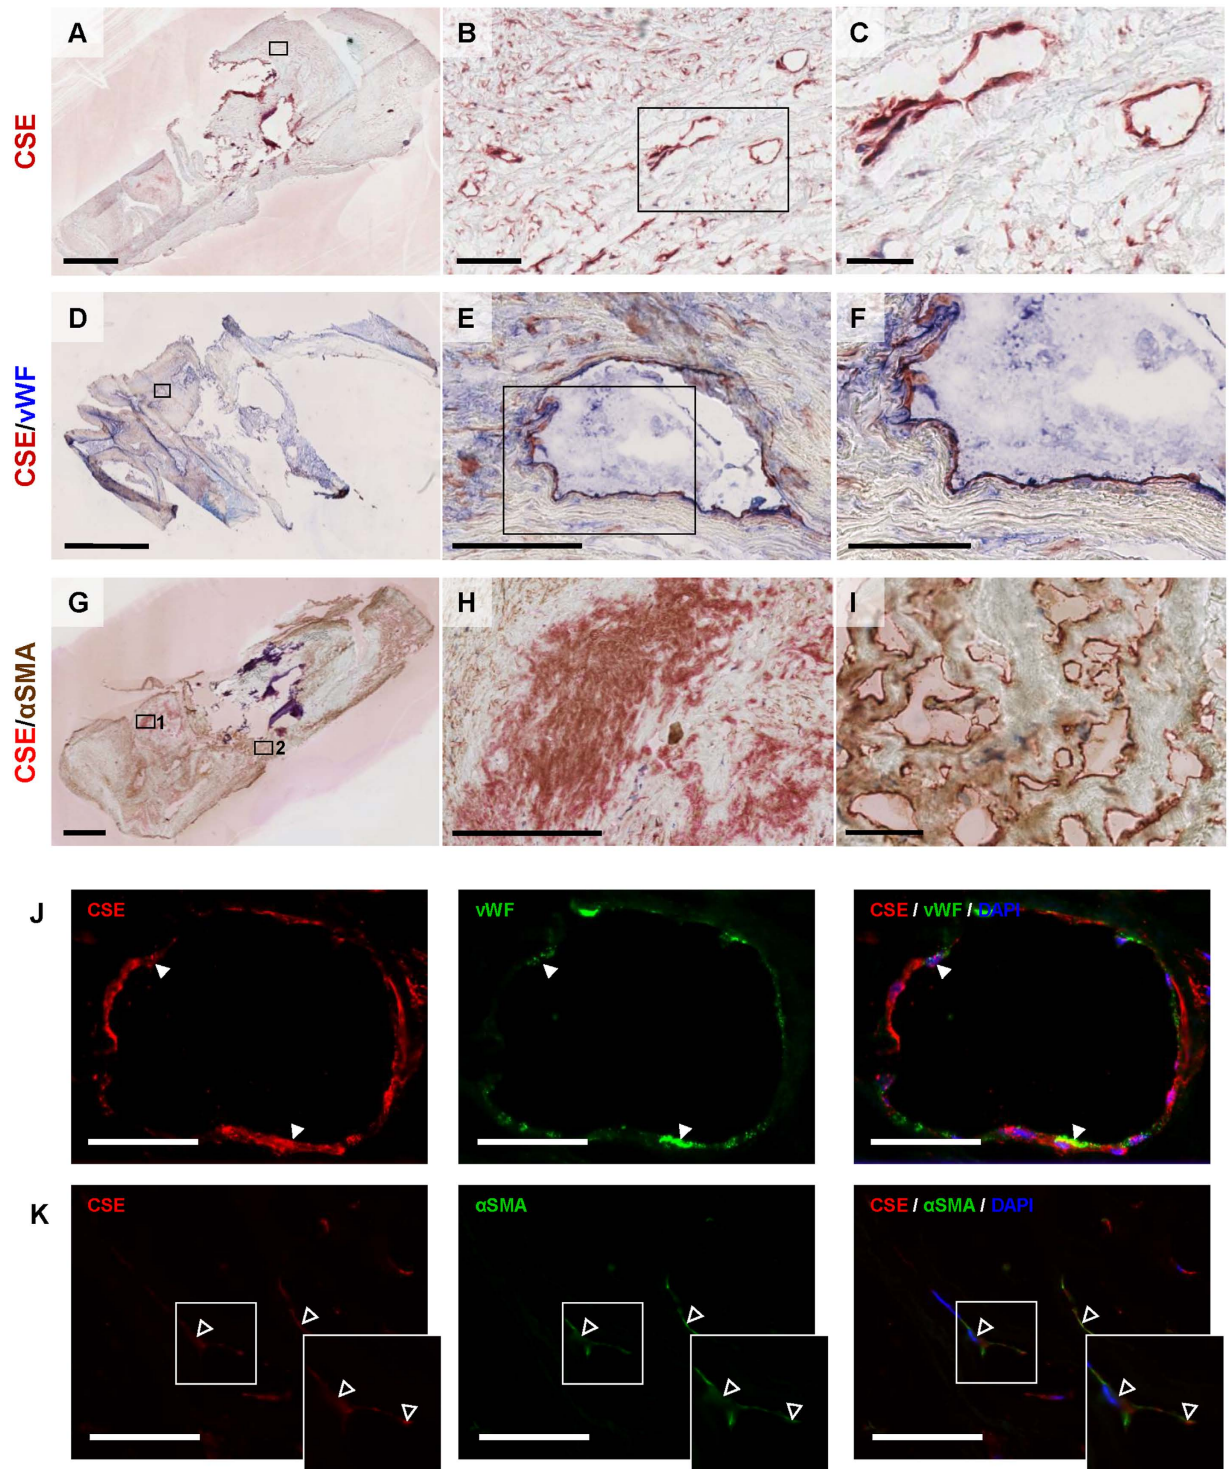 CSE
A
B
C
CSE/vWF
D
E
F
CSE/αSMA
G
1
2
H
I
J
CSE
vWF
CSE / vWF / DAPI
K
CSE
αSMA
CSE / αSMA / DAPI